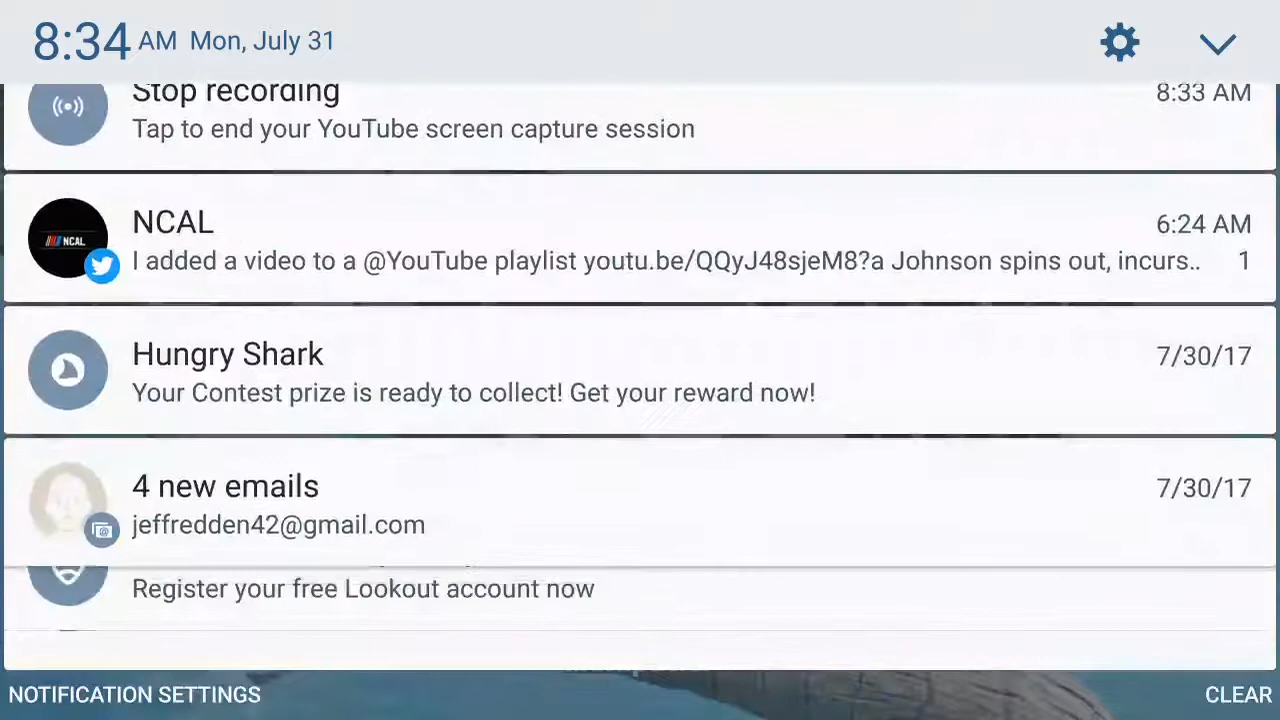 8:34 AM Mon, July 31
Stop recording 8:33 AM
Tap to end your YouTube screen capture session
NCAL 6:24 AM
NCAL
I added a video to a @YouTube playlist youtu.be/QQyJ48sjeM8?a Johnson spins out, incurs.. 1
Hungry Shark 7/30/17
Your Contest prize is ready to collect! Get your reward now!
4 new emails 7/30/17
jeffredden42@gmail.com
Register your free Lookout account now
NOTIFICATION SETTINGS CLEAR